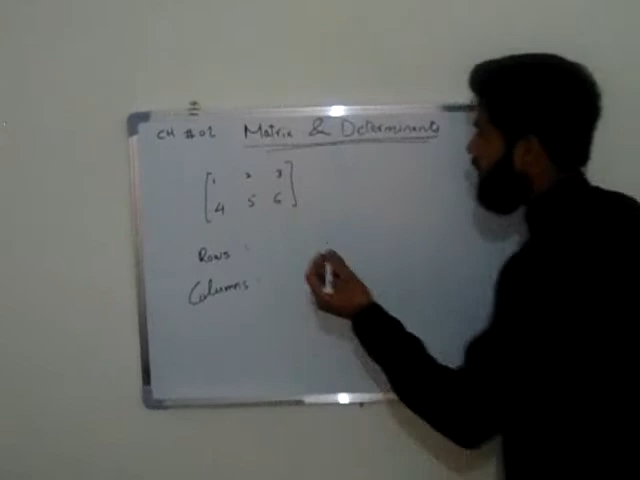 CH # 02 Matrix & Determinants
1 2 3
4 5 6
Rows :
Columns :